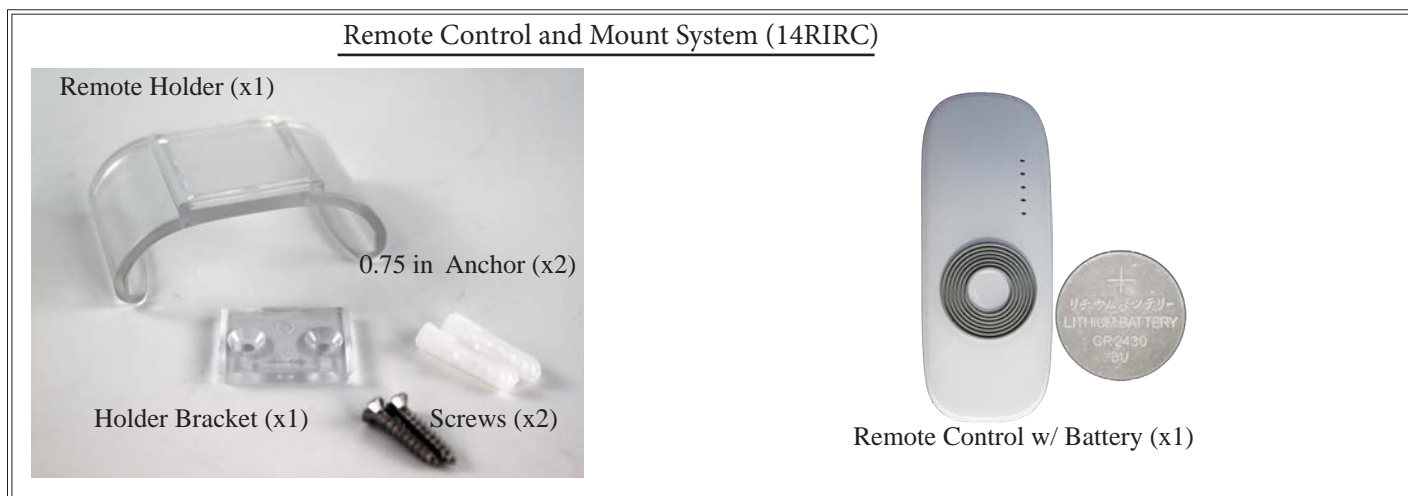 Remote Control and Mount System (14RIRC)
Remote Holder (x1)
0.75 in Anchor (x2)
Holder Bracket (x1)
Screws (x2)
+
リチウムバッテリー
LITHIUM BATTERY
CR2430
3V
Remote Control w/ Battery (x1)